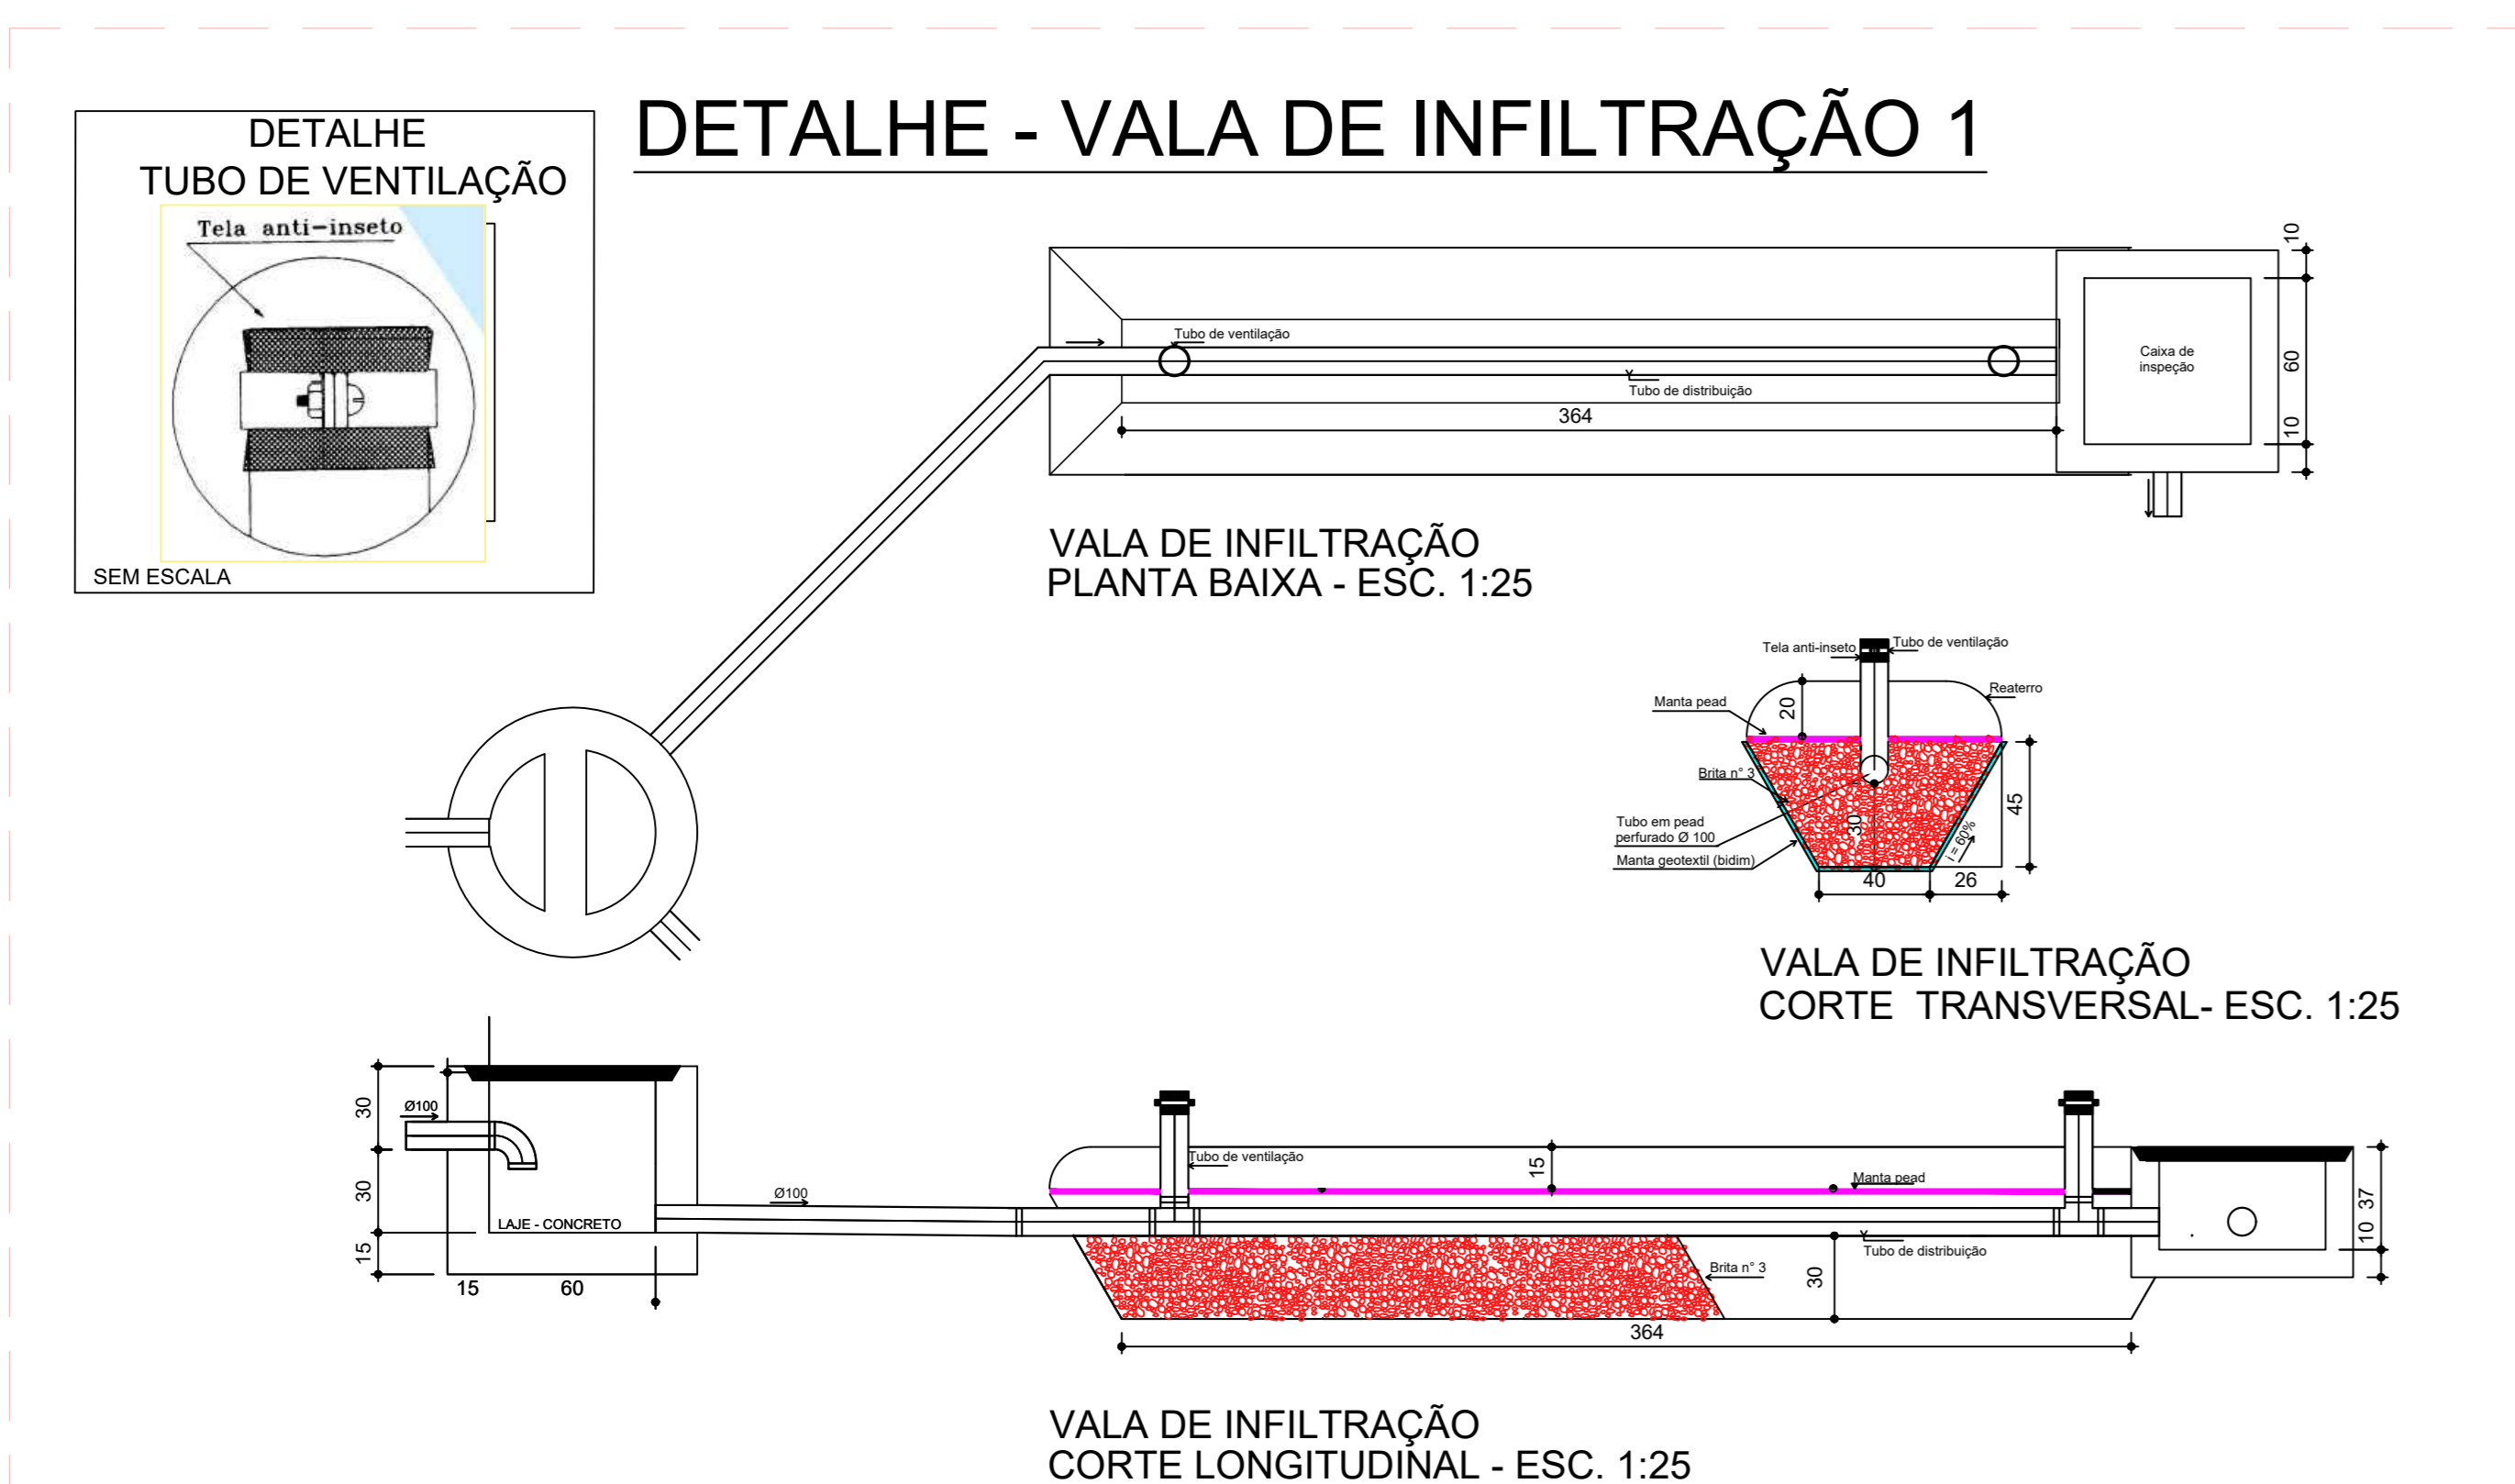 DETALHE - VALA DE INFILTRAÇÃO 1
DETALHE
TUBO DE VENTILAÇÃO
Tela anti-inseto
SEM ESCALA
Tubo de ventilação
Tubo de distribuição
364
Caixa de
inspeção
10
60
10
VALA DE INFILTRAÇÃO
PLANTA BAIXA - ESC. 1:25
Tela anti-inseto
Tubo de ventilação
Reaterro
Manta pead
20
Brita n° 3
Tubo em pead
perfurado Ø 100
Manta geotextil (bidim)
30
i = 60%
45
40
26
VALA DE INFILTRAÇÃO
CORTE TRANSVERSAL- ESC. 1:25
30
Ø100
30
15
LAJE - CONCRETO
15
60
Ø100
Tubo de ventilação
15
Manta pead
Tubo de distribuição
Brita n° 3
30
37
10
364
VALA DE INFILTRAÇÃO
CORTE LONGITUDINAL - ESC. 1:25